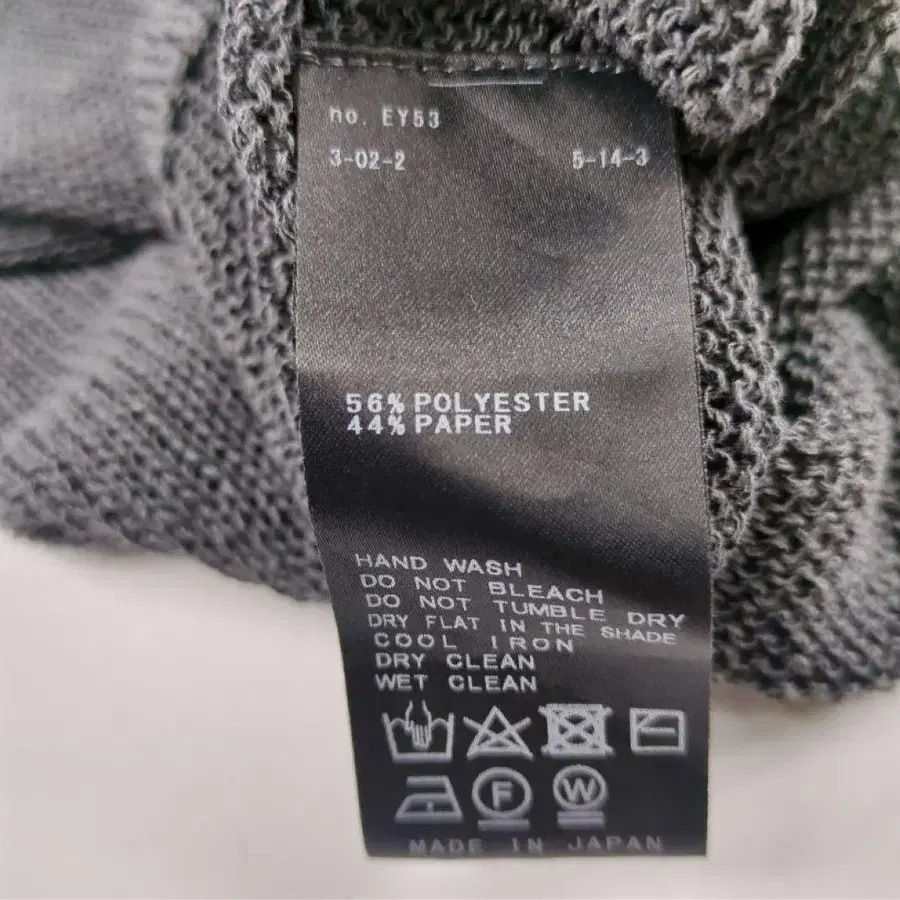 no. EY53
3-02-2 5-14-3
56% POLYESTER
44% PAPER
HAND WASH
DO NOT BLEACH
DO NOT TUMBLE DRY
DRY FLAT IN THE SHADE
COOL IRON
DRY CLEAN
WET CLEAN
F W
MADE IN JAPAN